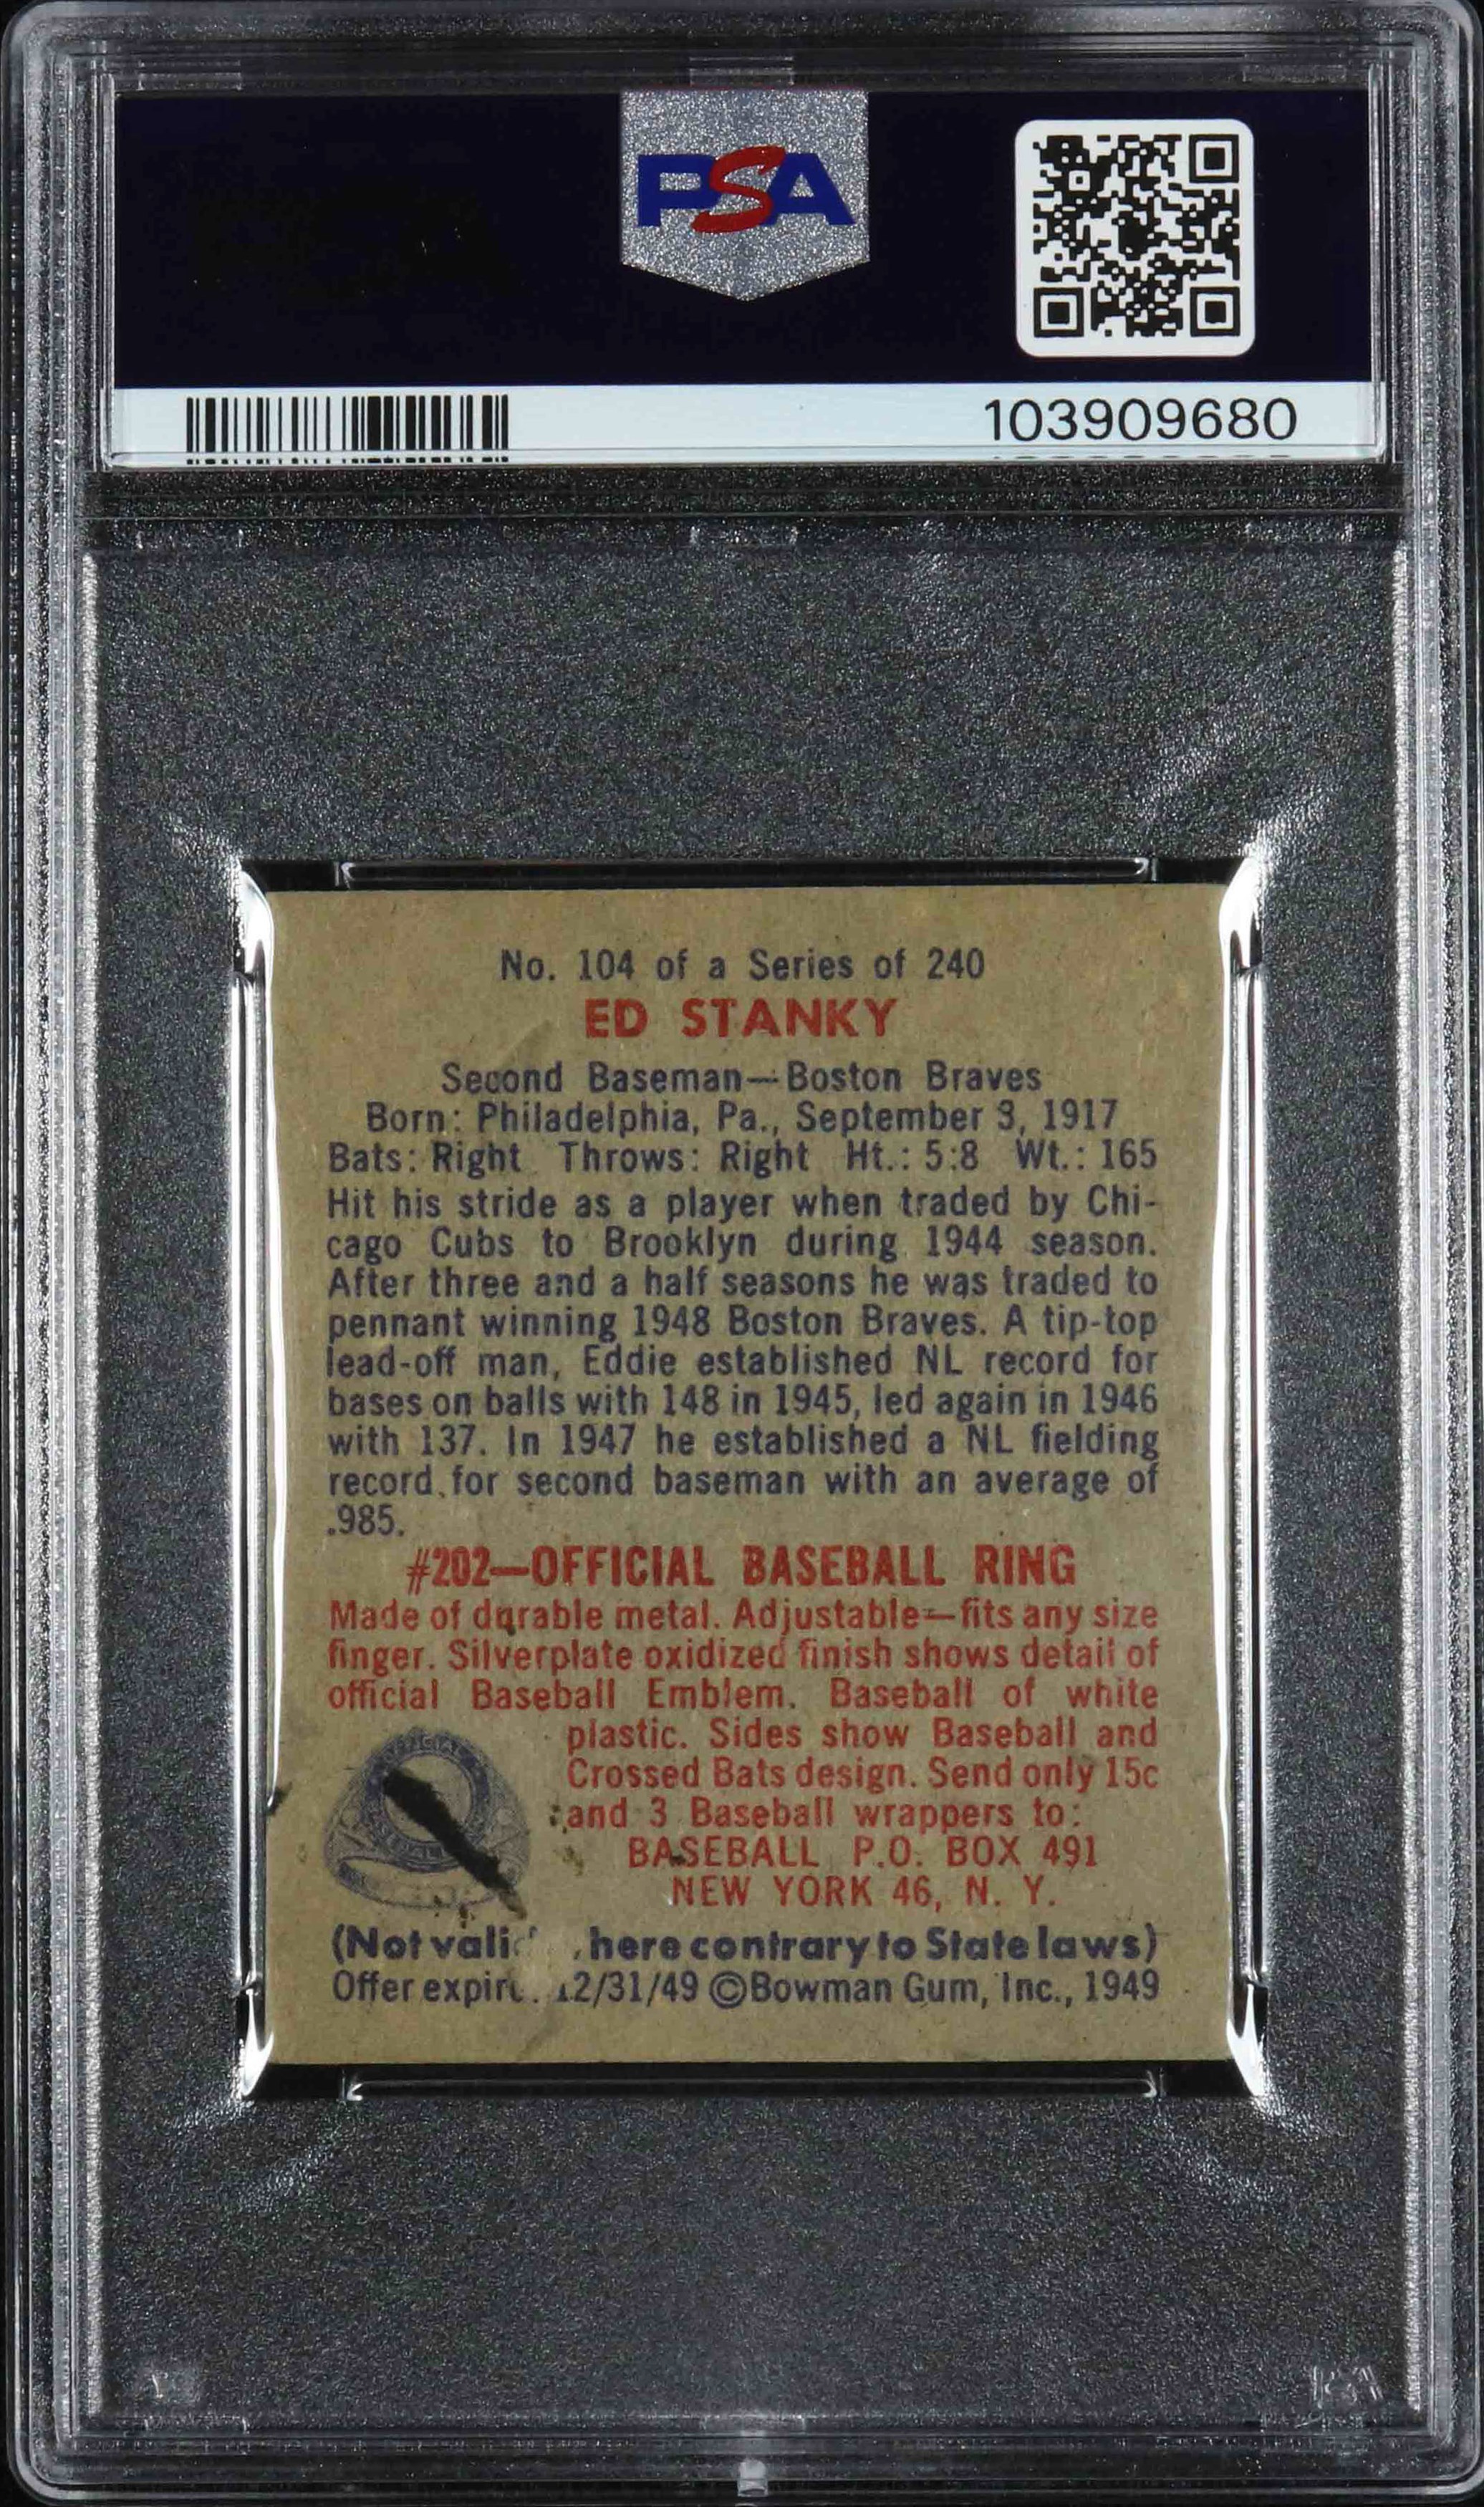 PSA
103909680
No. 104 of a Series of 240
ED STANKY
Second Baseman—Boston Braves
Born: Philadelphia, Pa., September 3, 1917
Bats: Right Throws: Right Ht.: 5:8 Wt.: 165
Hit his stride as a player when traded by Chi-
cago Cubs to Brooklyn during 1944 season.
After three and a half seasons he was traded to
pennant winning 1948 Boston Braves. A tip-top
lead-off man, Eddie established NL record for
bases on balls with 148 in 1945, led again in 1946
with 137. In 1947 he established a NL fielding
record for second baseman with an average of
.985.
#202—OFFICIAL BASEBALL RING
Made of durable metal. Adjustable—fits any size
finger. Silverplate oxidized finish shows detail of
official Baseball Emblem. Baseball of white
plastic. Sides show Baseball and
Crossed Bats design. Send only 15c
and 3 Baseball wrappers to:
BASEBALL P.O. BOX 491
NEW YORK 46, N. Y.
OFFICIAL
(Not vali here contrary to State laws)
Offer expir 12/31/49 ©Bowman Gum, Inc., 1949
PSA